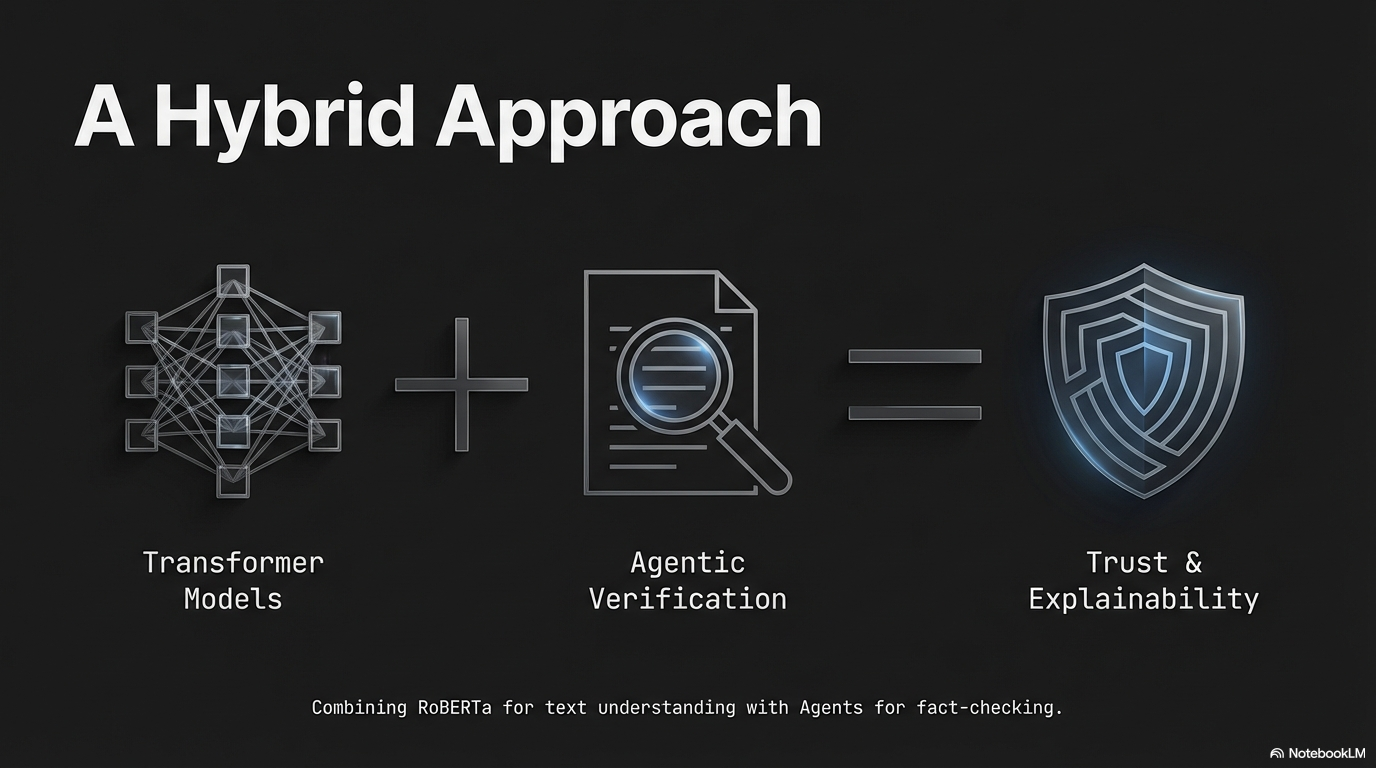 A Hybrid Approach
Transformer
Models
Agentic
Verification
Trust &
Explainability
Combining RoBERTa for text understanding with Agents for fact-checking.
NotebookLM